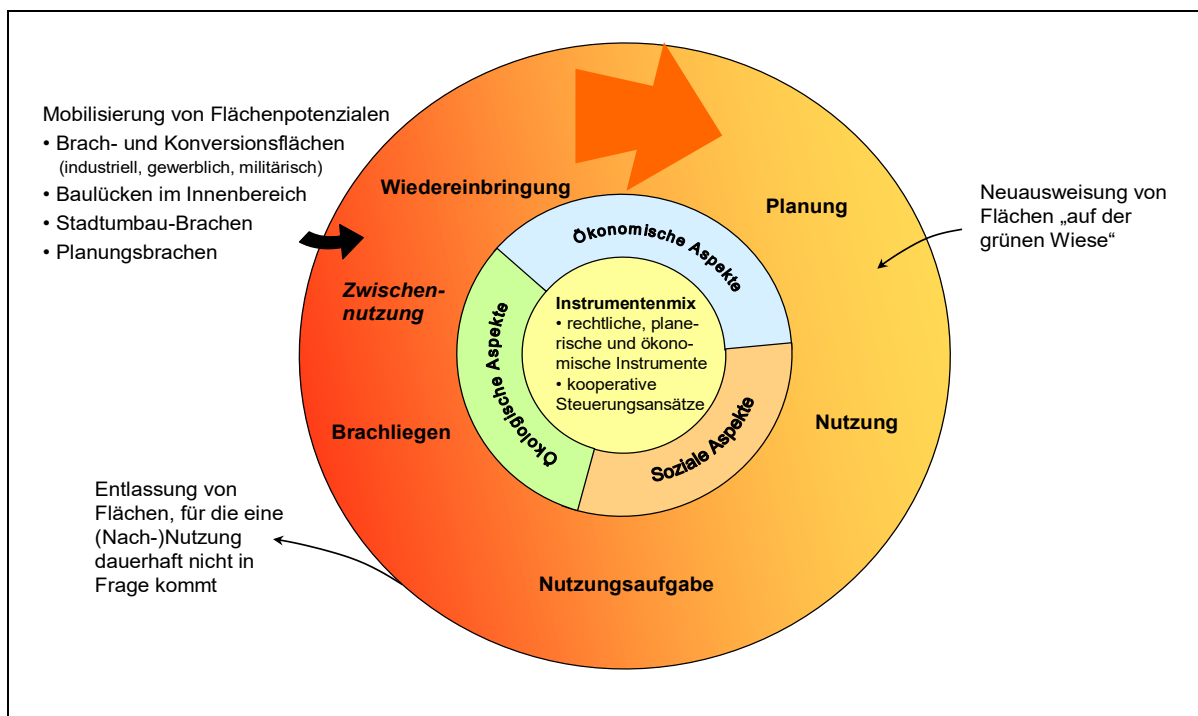 Mobilisierung von Flächenpotenzialen
• Brach- und Konversionsflächen
(industriell, gewerblich, militärisch)
• Baulücken im Innenbereich
• Stadtumbau-Brachen
• Planungsbrachen
Wiedereinbringung
Planung
Neuausweisung von
Flächen „auf der
grünen Wiese“
Zwischen-
nutzung
Ökonomische Aspekte
Ökologische Aspekte
Soziale Aspekte
Instrumentenmix
• rechtliche, plane-
rische und ökono-
mische Instrumente
• kooperative
Steuerungsansätze
Brachliegen
Nutzung
Entlassung von
Flächen, für die eine
(Nach-)Nutzung
dauerhaft nicht in
Frage kommt
Nutzungsaufgabe